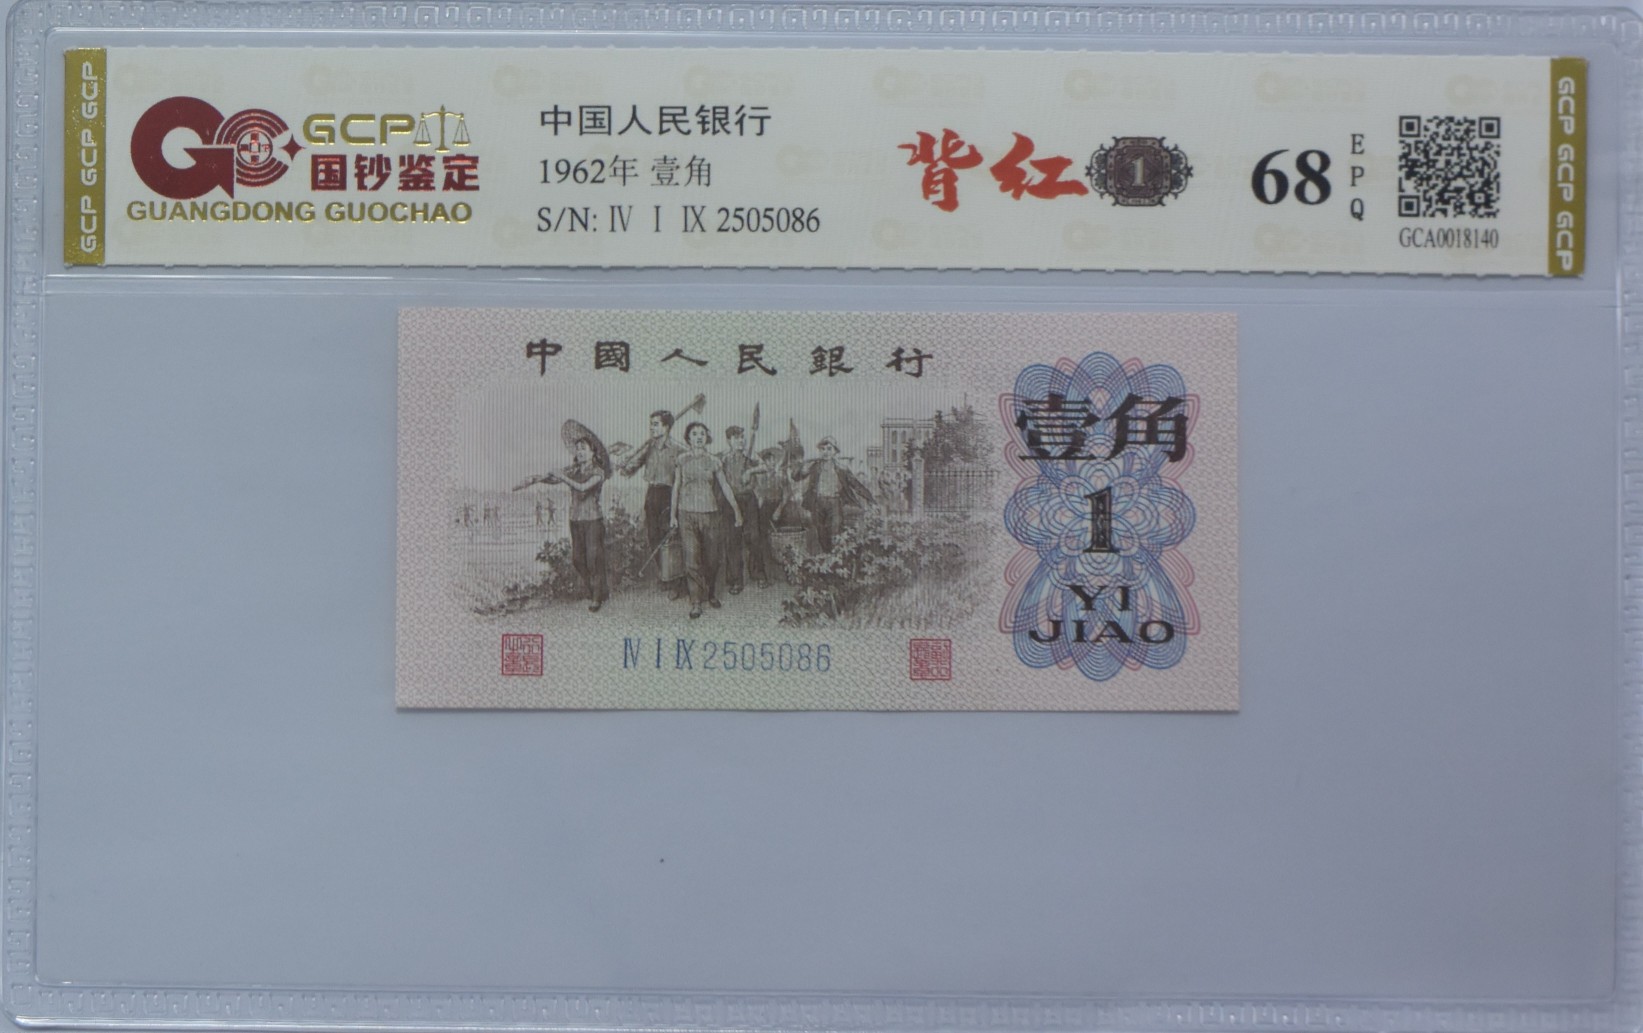 GCP GCP GCP
GCP
国钞鉴定
GUANGDONG GUOCHAO
中国人民银行
1962年 壹角
S/N: Ⅳ Ⅰ Ⅸ 2505086
背红
1
68
EPQ
GCA0018140
GCP GCP GCP
中國人民銀行
壹角
1
YI
JIAO
Ⅳ Ⅰ Ⅸ 2505086